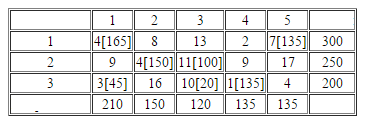 1 2 3 4 5
1 4[165] 8 13 2 7[135] 300
2 9 4[150] 11[100] 9 17 250
3 3[45] 16 10[20] 1[135] 4 200
210 150 120 135 135